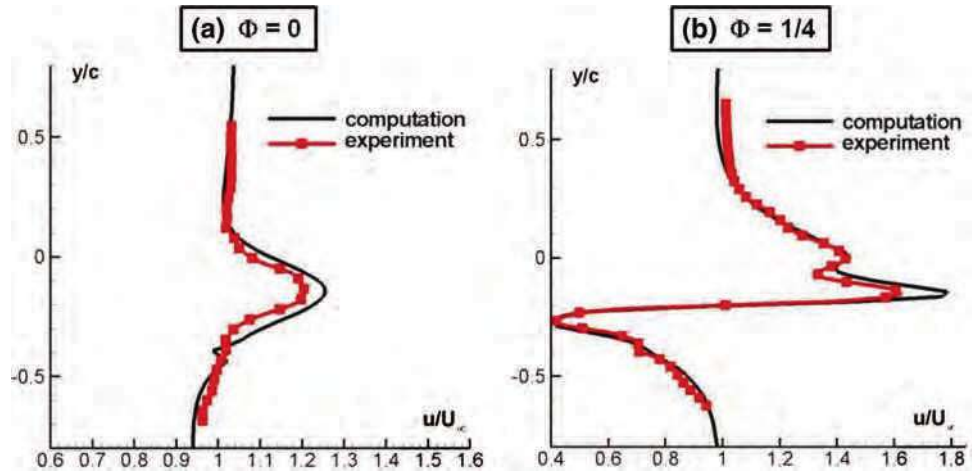 (a) Φ = 0
(b) Φ = 1/4
y/c
0.5
0
-0.5
computation
experiment
u/U∞
0.6 0.7 0.8 0.9 1 1.1 1.2 1.3 1.4 1.5 1.6
y/c
0.5
0
-0.5
computation
experiment
u/U∞
0.4 0.6 0.8 1 1.2 1.4 1.6 1.8